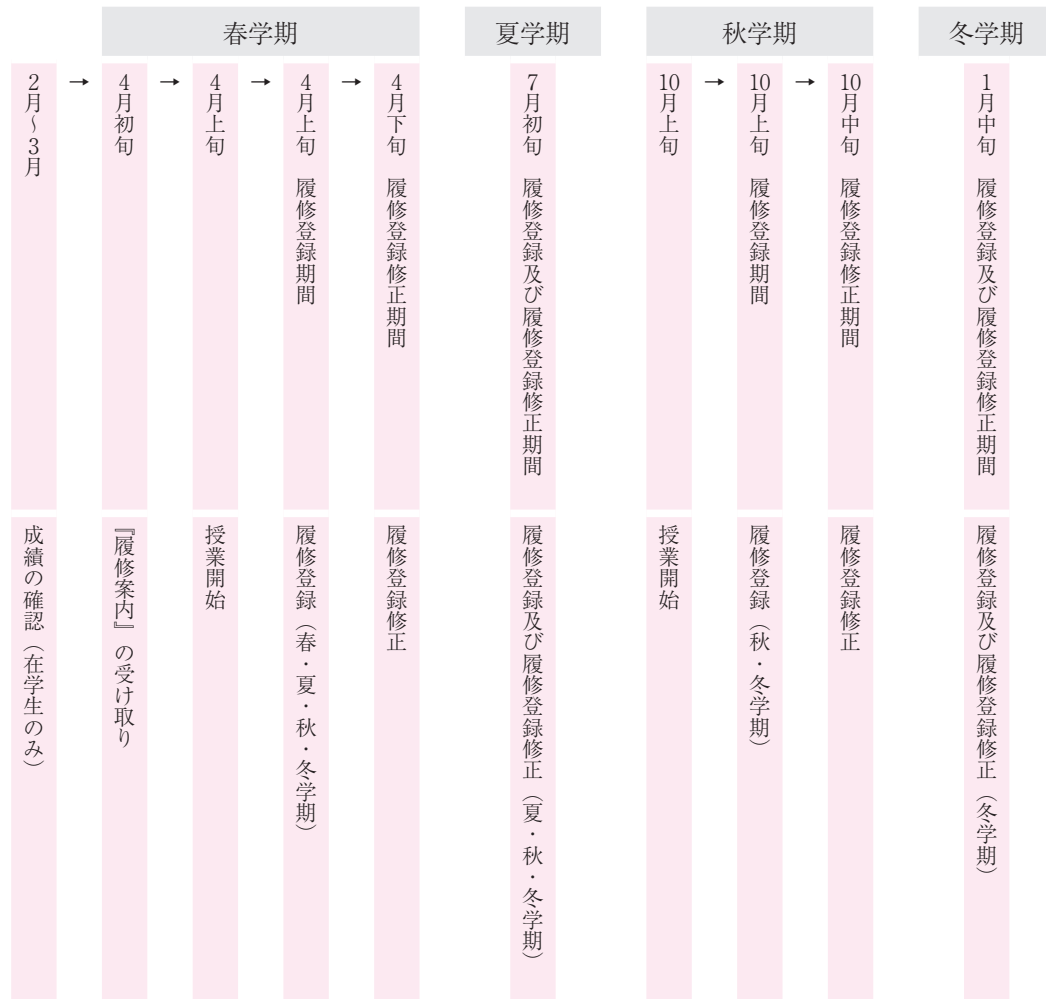 春学期
夏学期
秋学期
冬学期
2月～3月
→
4月初旬
→
4月上旬
→
4月上旬　履修登録期間
→
4月下旬　履修登録修正期間
7月初旬　履修登録及び履修登録修正期間
10月上旬
→
10月上旬　履修登録期間
→
10月中旬　履修登録修正期間
1月中旬　履修登録及び履修登録修正期間
成績の確認（在学生のみ）
『履修案内』の受け取り
授業開始
履修登録（春・夏・秋・冬学期）
履修登録修正
履修登録及び履修登録修正（夏・秋・冬学期）
授業開始
履修登録（秋・冬学期）
履修登録修正
履修登録及び履修登録修正（冬学期）